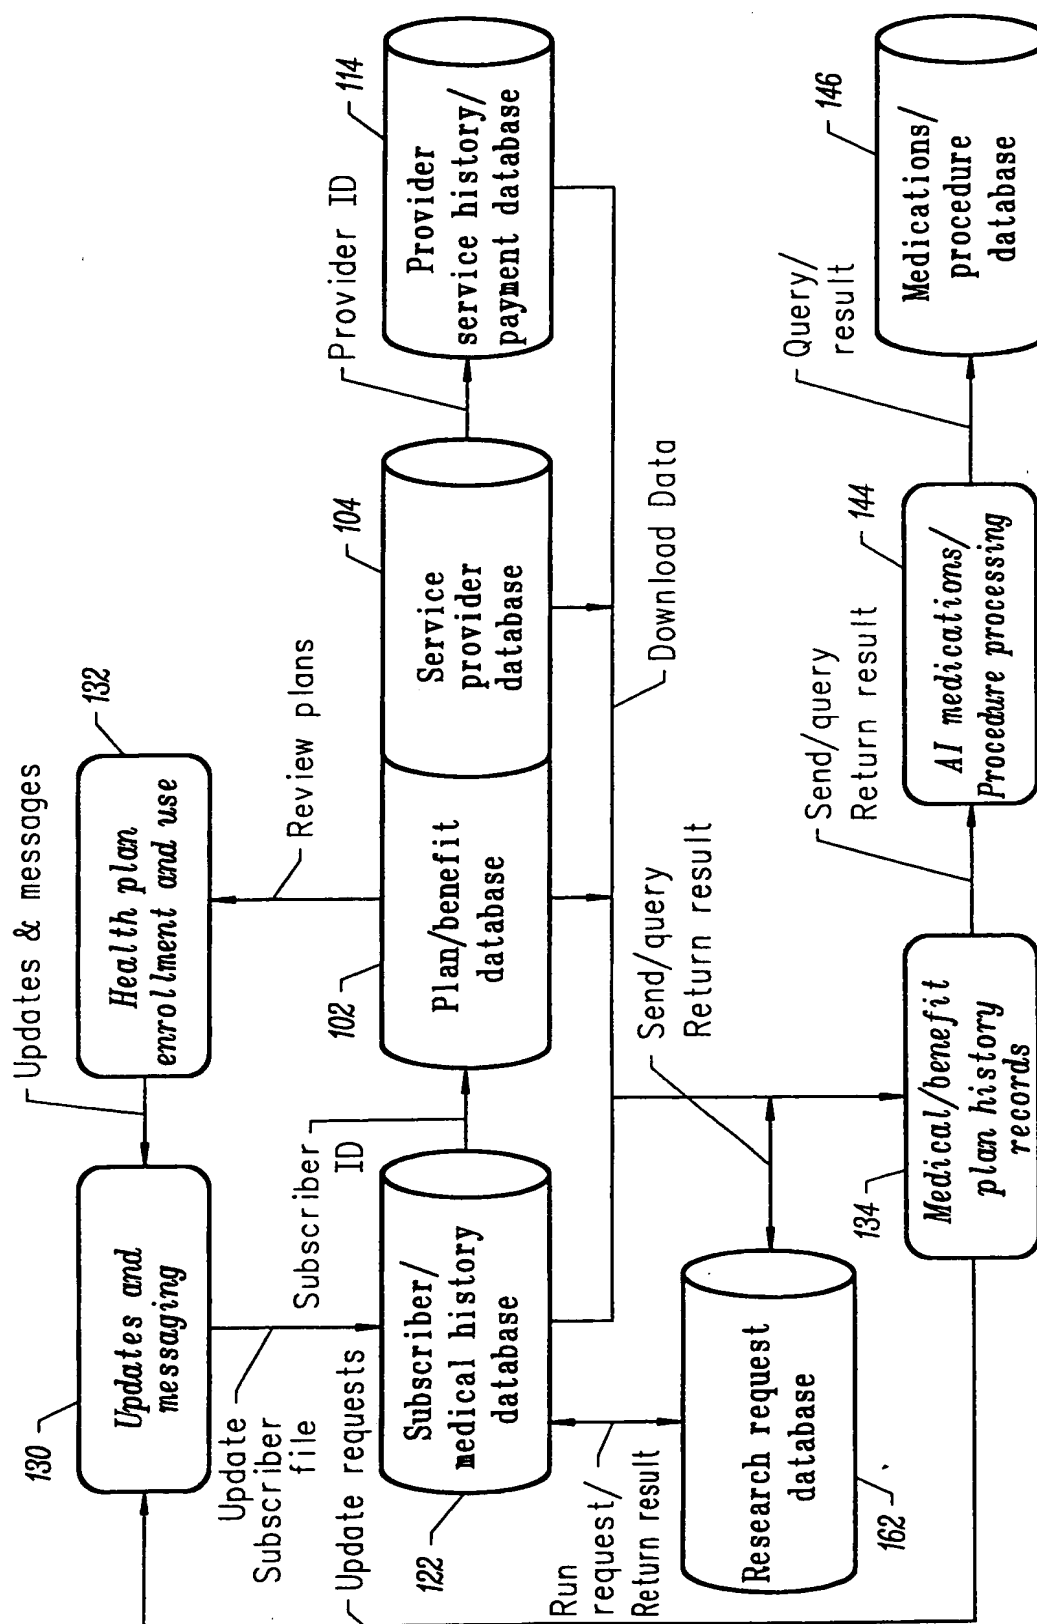 130
Updates and
messaging
Updates & messages
132
Health plan
enrollment and use
Update
Subscriber
file
Review plans
Update requests
122
Subscriber/
medical history
database
Subscriber
ID
102
Plan/benefit
database
104
Service
provider
database
Provider ID
114
Provider
service history/
payment database
Run
request/
Return result
Download Data
162
Research request
database
Send/query
Return result
134
Medical/benefit
plan history
records
Send/query
Return result
144
AI medications/
Procedure processing
Query/
result
146
Medications/
procedure
database